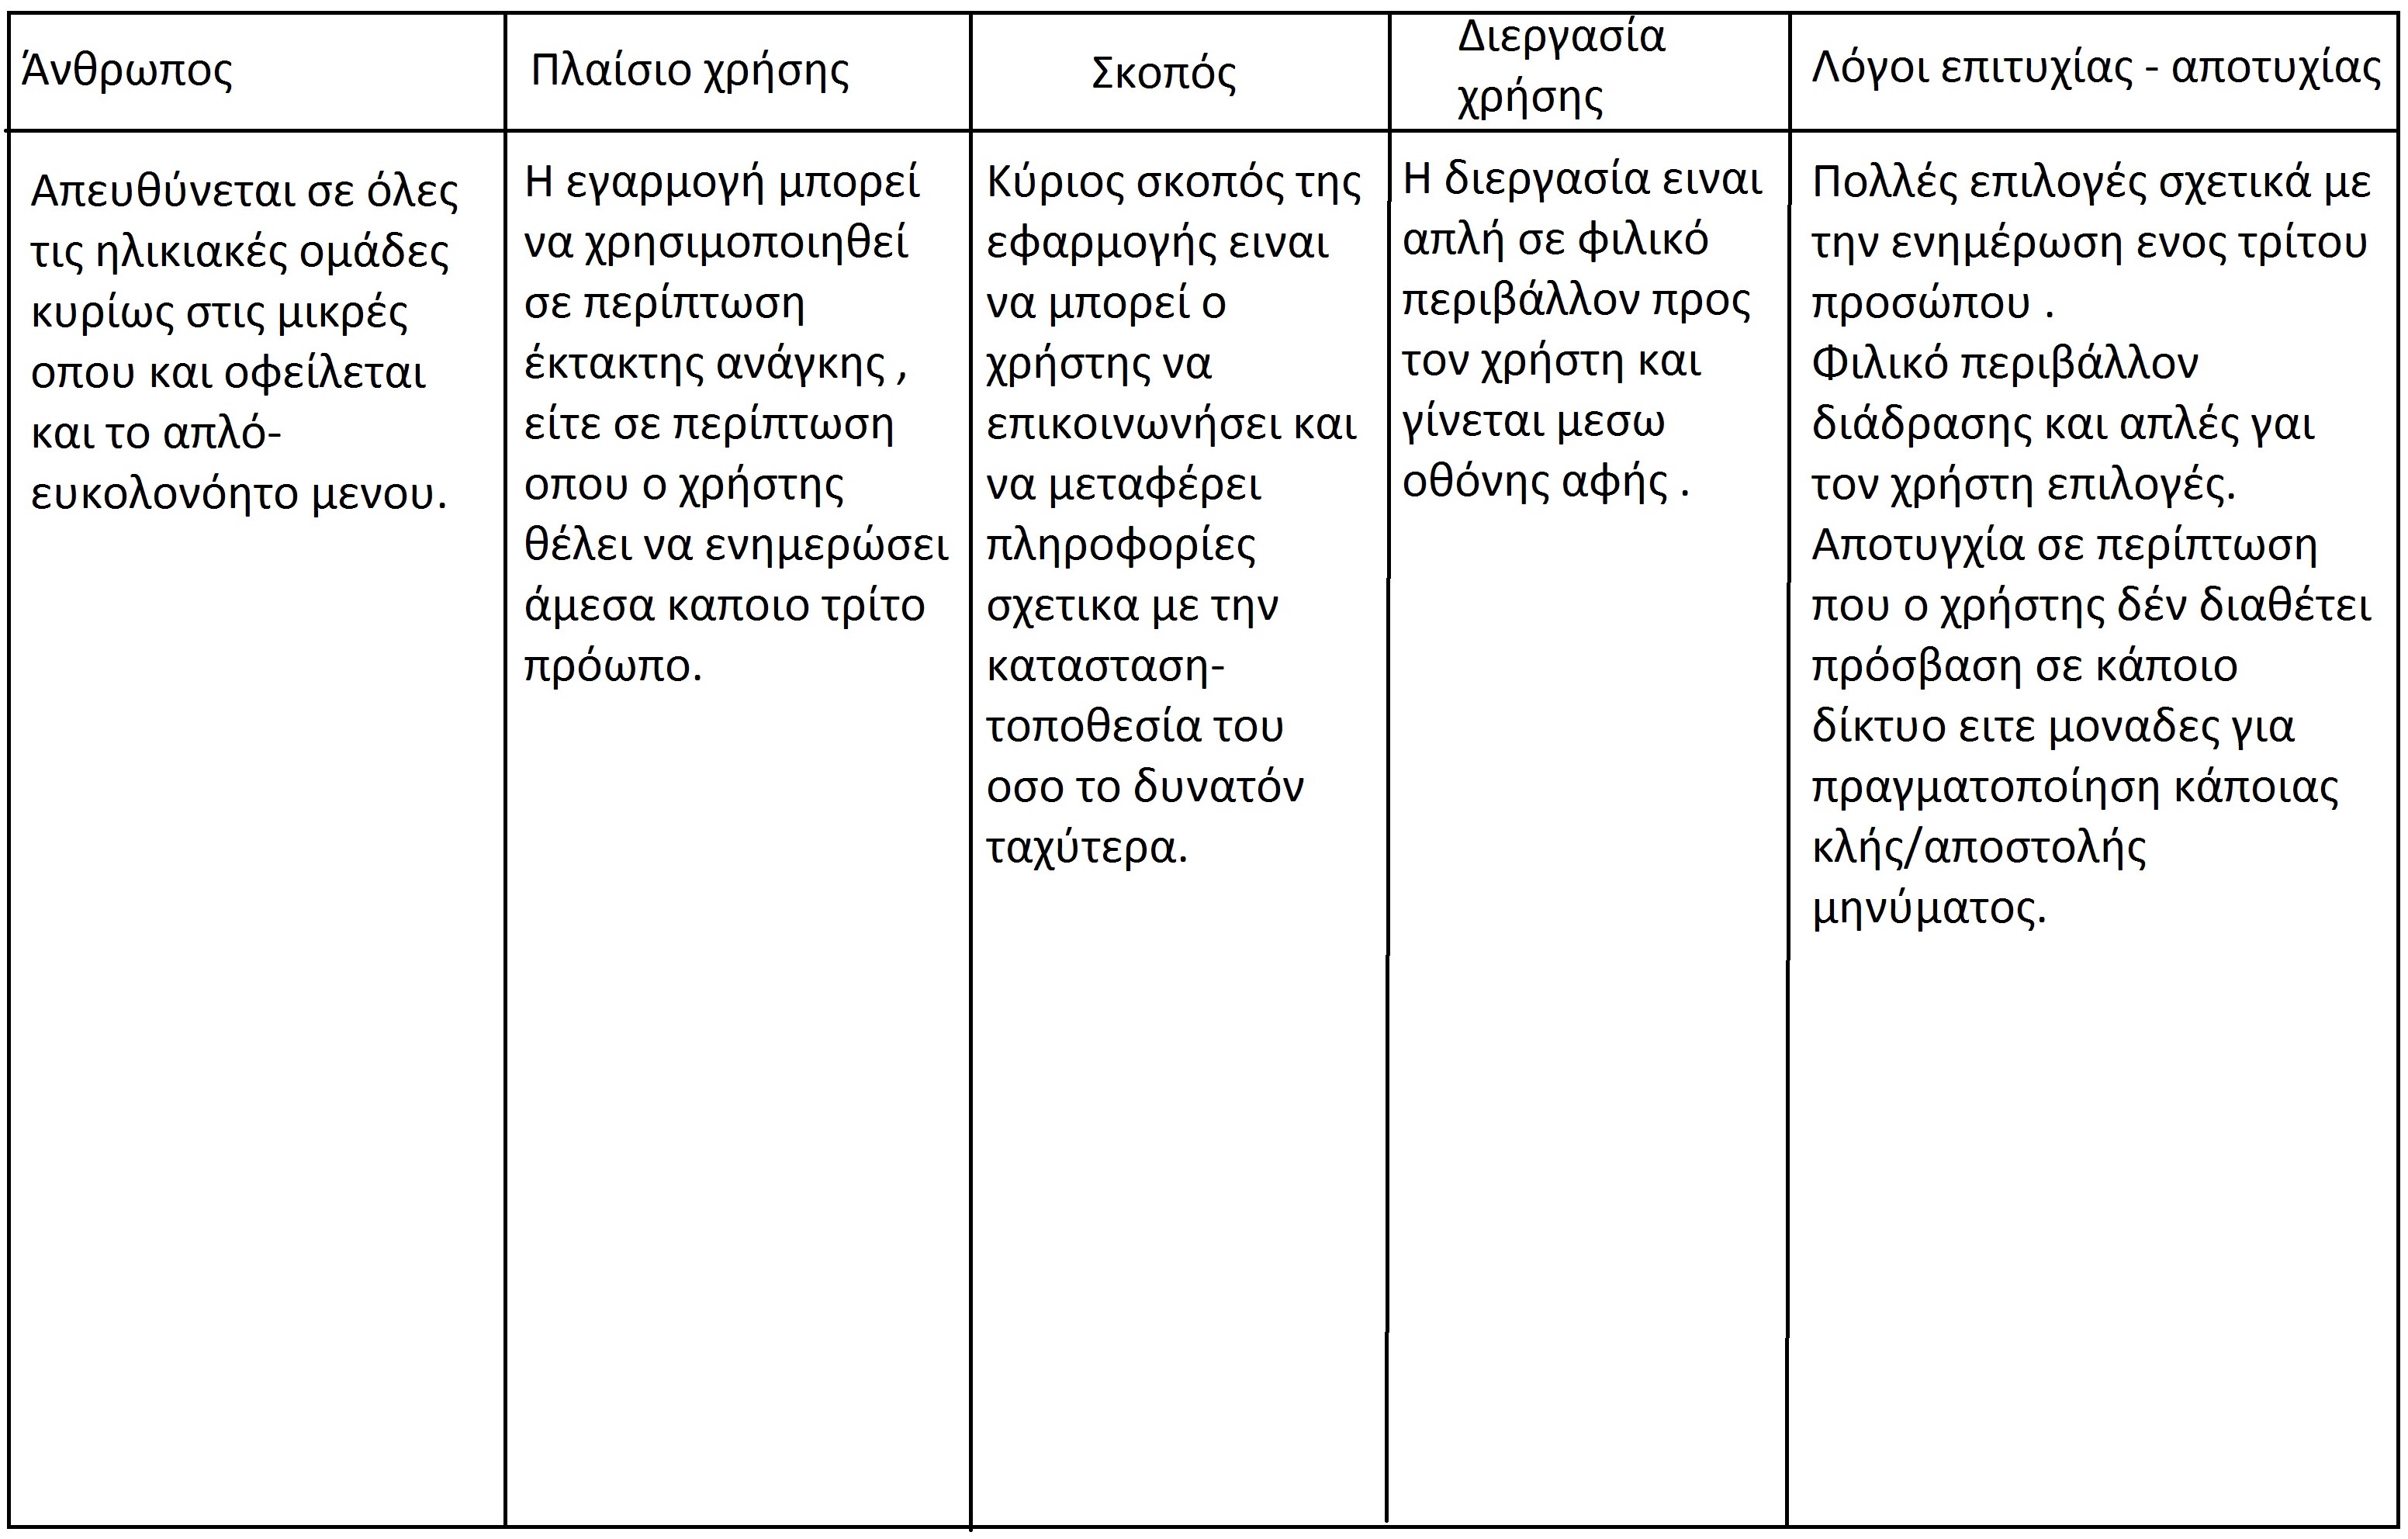 Άνθρωπος
Πλαίσιο χρήσης
Σκοπός
Διεργασία
χρήσης
Λόγοι επιτυχίας - αποτυχίας
Απευθύνεται σε όλες
τις ηλικιακές ομάδες
κυρίως στις μικρές
οπου και οφείλεται
και το απλό-
ευκολονόητο μενου.
Η εγαρμογή μπορεί
να χρησιμοποιηθεί
σε περίπτωση
έκτακτης ανάγκης ,
είτε σε περίπτωση
οπου ο χρήστης
θέλει να ενημερώσει
άμεσα καποιο τρίτο
πρόωπο.
Κύριος σκοπός της
εφαρμογής ειναι
να μπορεί ο
χρήστης να
επικοινωνήσει και
να μεταφέρει
πληροφορίες
σχετικα με την
κατασταση-
τοποθεσία του
οσο το δυνατόν
ταχύτερα.
Η διεργασία ειναι
απλή σε φιλικό
περιβάλλον προς
τον χρήστη και
γίνεται μεσω
οθόνης αφής .
Πολλές επιλογές σχετικά με
την ενημέρωση ενος τρίτου
προσώπου .
Φιλικό περιβάλλον
διάδρασης και απλές γαι
τον χρήστη επιλογές.
Αποτυγχία σε περίπτωση
που ο χρήστης δέν διαθέτει
πρόσβαση σε κάποιο
δίκτυο ειτε μοναδες για
πραγματοποίηση κάποιας
κλής/αποστολής
μηνύματος.